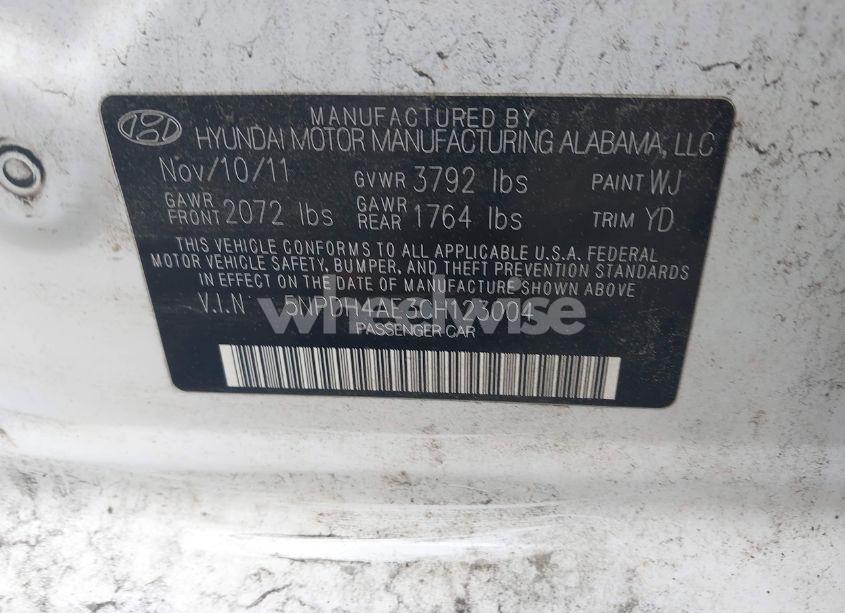 MANUFACTURED BY
HYUNDAI MOTOR MANUFACTURING ALABAMA, LLC
Nov/10/11 GVWR 3792 lbs PAINT WJ
GAWR FRONT 2072 lbs GAWR REAR 1764 lbs TRIM YD
THIS VEHICLE CONFORMS TO ALL APPLICABLE U.S.A. FEDERAL
MOTOR VEHICLE SAFETY, BUMPER, AND THEFT PREVENTION STANDARDS
IN EFFECT ON THE DATE OF MANUFACTURE SHOWN ABOVE.
V.I.N
PASSENGER CAR
wheelwise